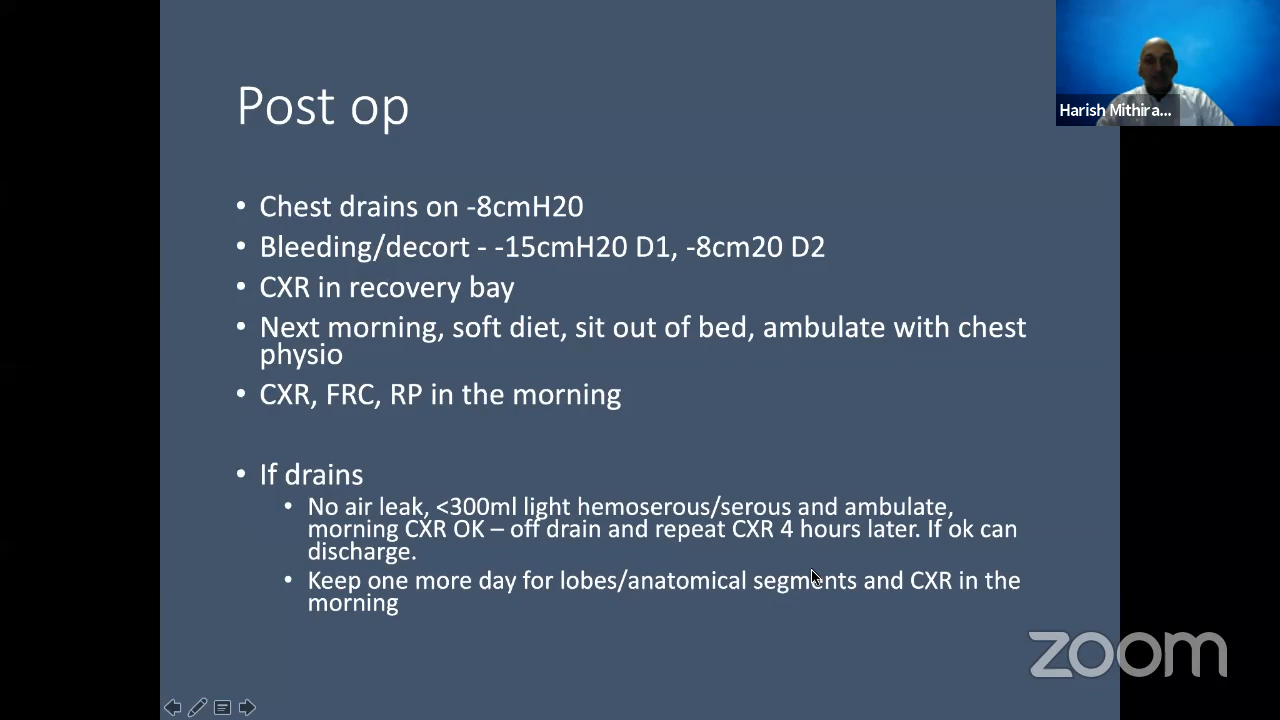 Post op
Harish Mithira...
• Chest drains on -8cmH20
• Bleeding/decort - -15cmH20 D1, -8cm20 D2
• CXR in recovery bay
• Next morning, soft diet, sit out of bed, ambulate with chest
physio
• CXR, FRC, RP in the morning
• If drains
• No air leak, <300ml light hemoserous/serous and ambulate,
morning CXR OK – off drain and repeat CXR 4 hours later. If ok can
discharge.
• Keep one more day for lobes/anatomical segments and CXR in the
morning
zoom